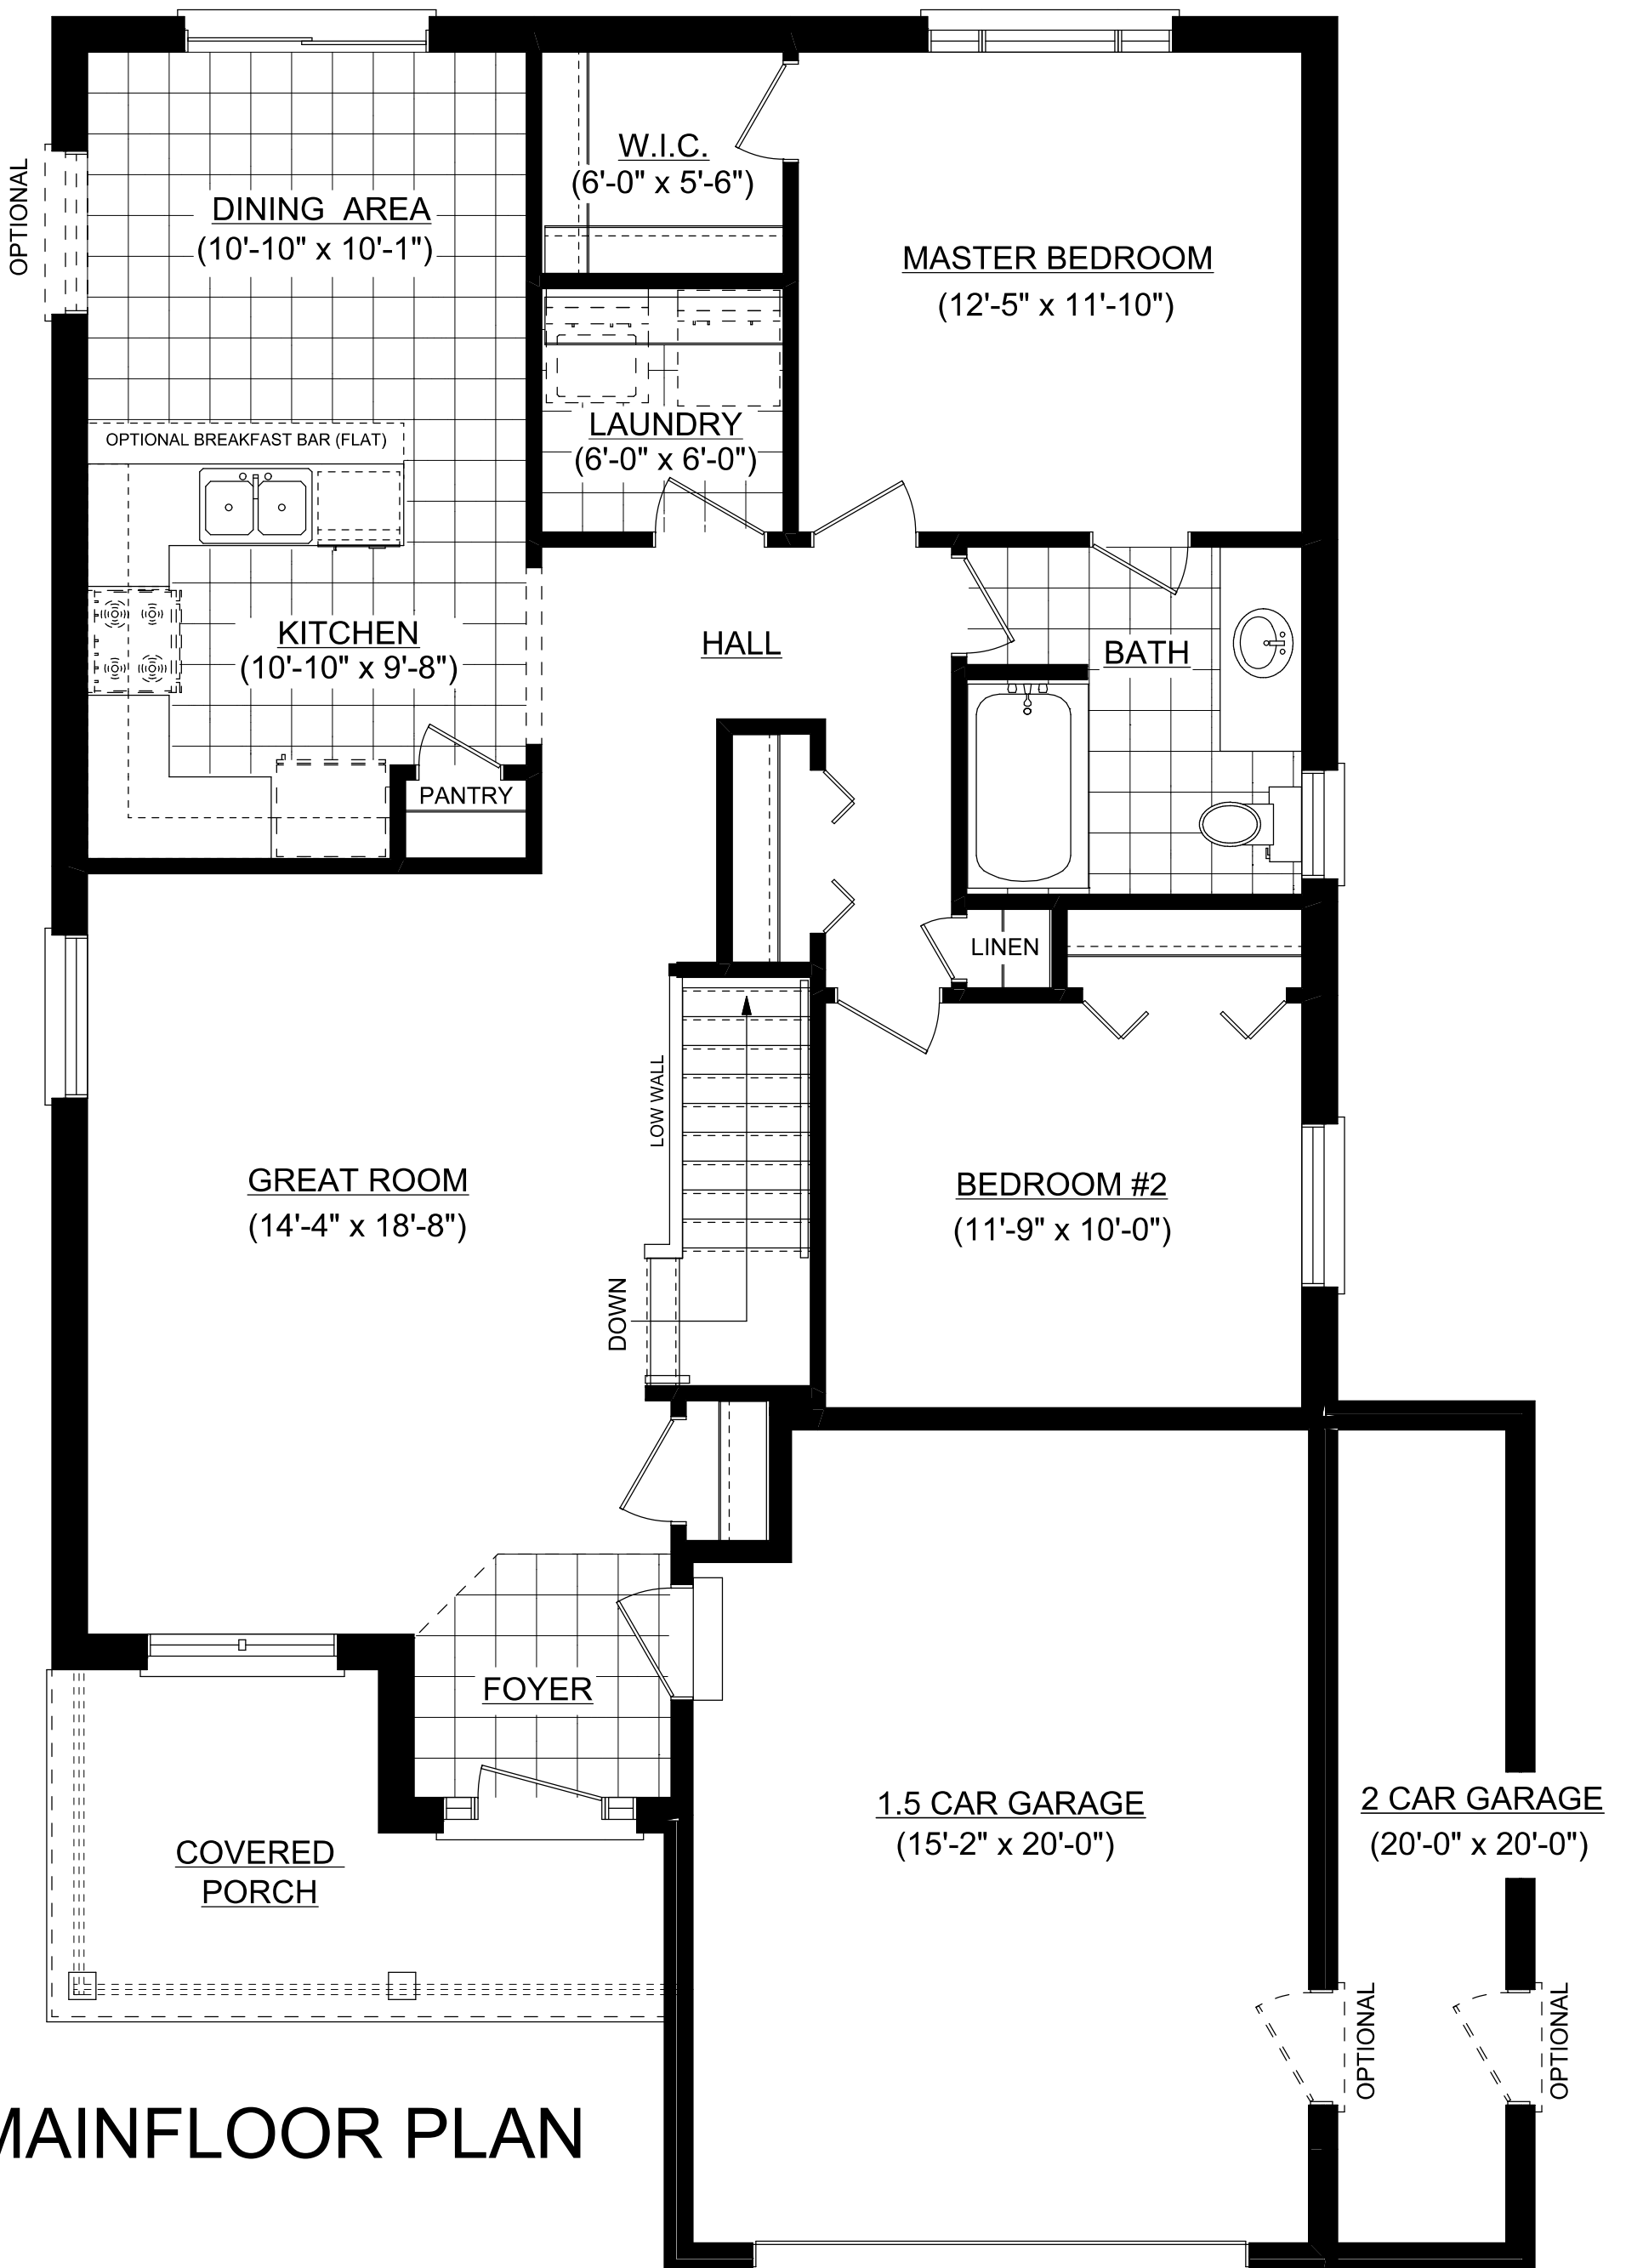 OPTIONAL
DINING AREA
(10'-10" x 10'-1")
W.I.C.
(6'-0" x 5'-6")
MASTER BEDROOM
(12'-5" x 11'-10")
OPTIONAL BREAKFAST BAR (FLAT)
LAUNDRY
(6'-0" x 6'-0")
KITCHEN
(10'-10" x 9'-8")
HALL
BATH
PANTRY
LINEN
LOW WALL
GREAT ROOM
(14'-4" x 18'-8")
BEDROOM #2
(11'-9" x 10'-0")
DOWN
FOYER
COVERED
PORCH
1.5 CAR GARAGE
(15'-2" x 20'-0")
2 CAR GARAGE
(20'-0" x 20'-0")
OPTIONAL
OPTIONAL
MAINFLOOR PLAN